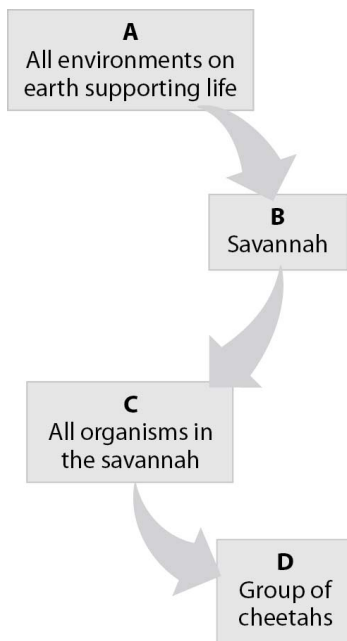 A
All environments on
earth supporting life
B
Savannah
C
All organisms in
the savannah
D
Group of
cheetahs